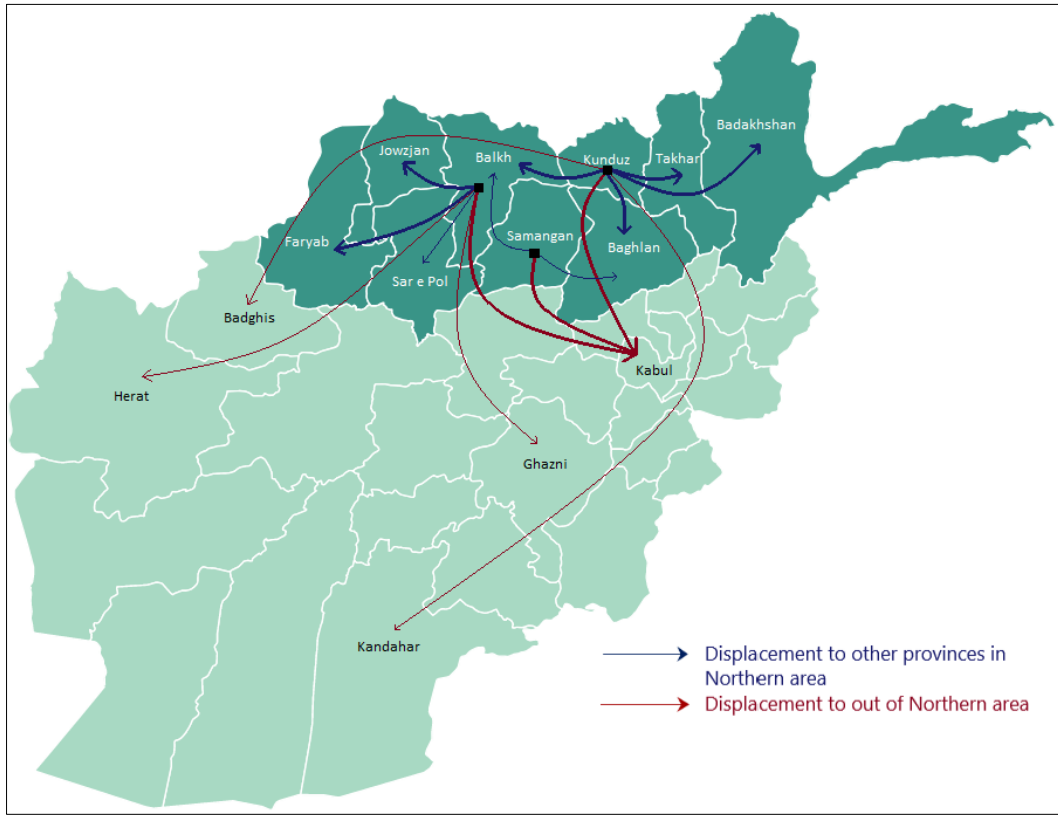 Badakhshan
Jowzjan
Balkh
Kunduz
Takhar
Faryab
Samangan
Baghlan
Sar e Pol
Badghis
Kabul
Herat
Ghazni
Kandahar
Displacement to other provinces in
Northern area
Displacement to out of Northern area